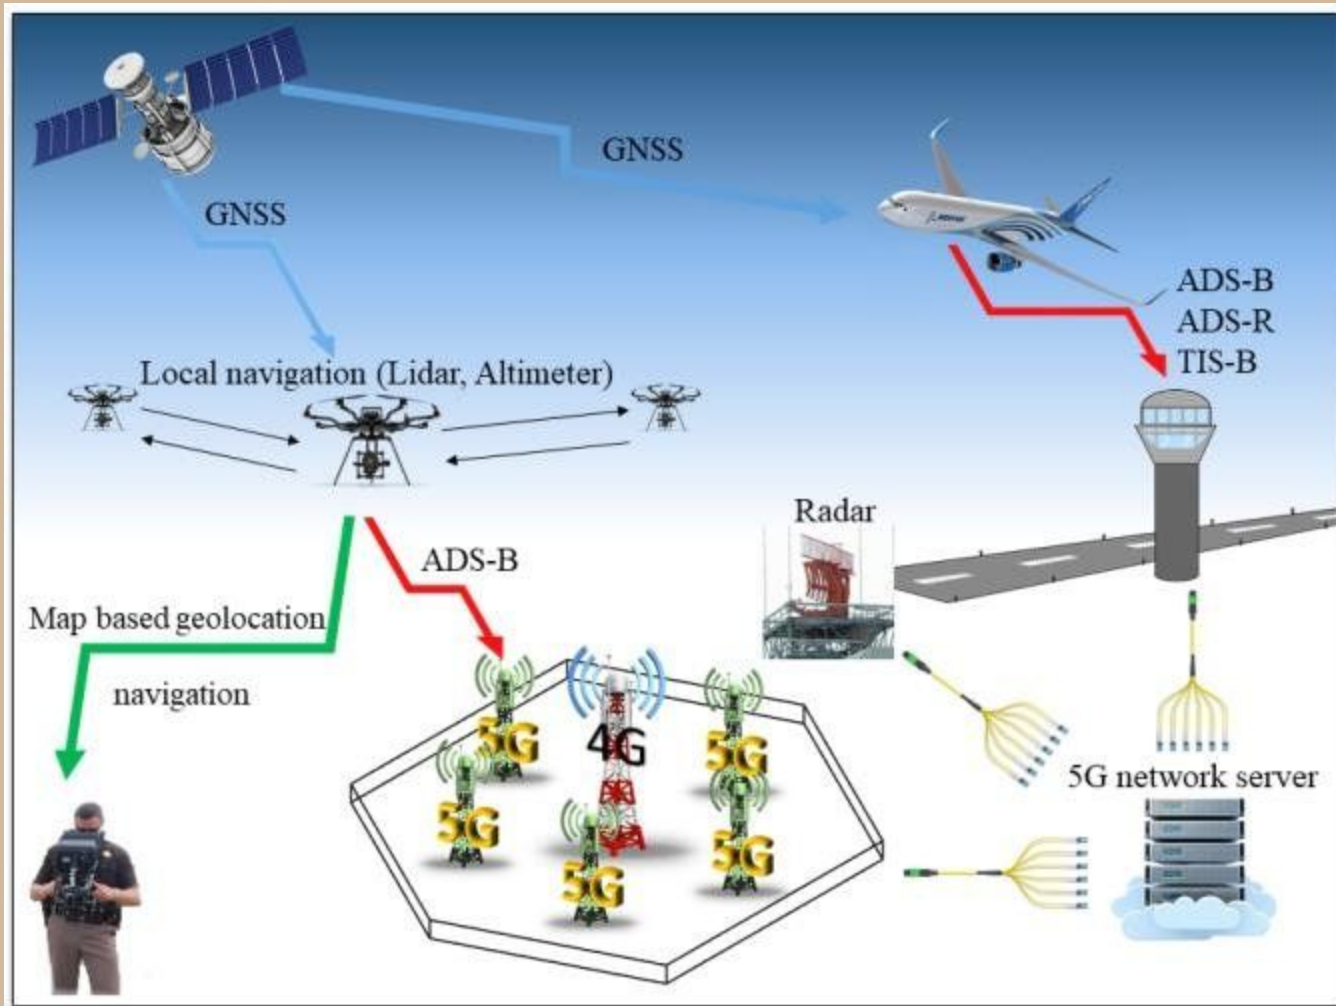 GNSS
GNSS
ADS-B
ADS-R
TIS-B
Local navigation (Lidar, Altimeter)
Radar
ADS-B
Map based geolocation
navigation
5G
4G
5G
5G
5G
5G
5G network server